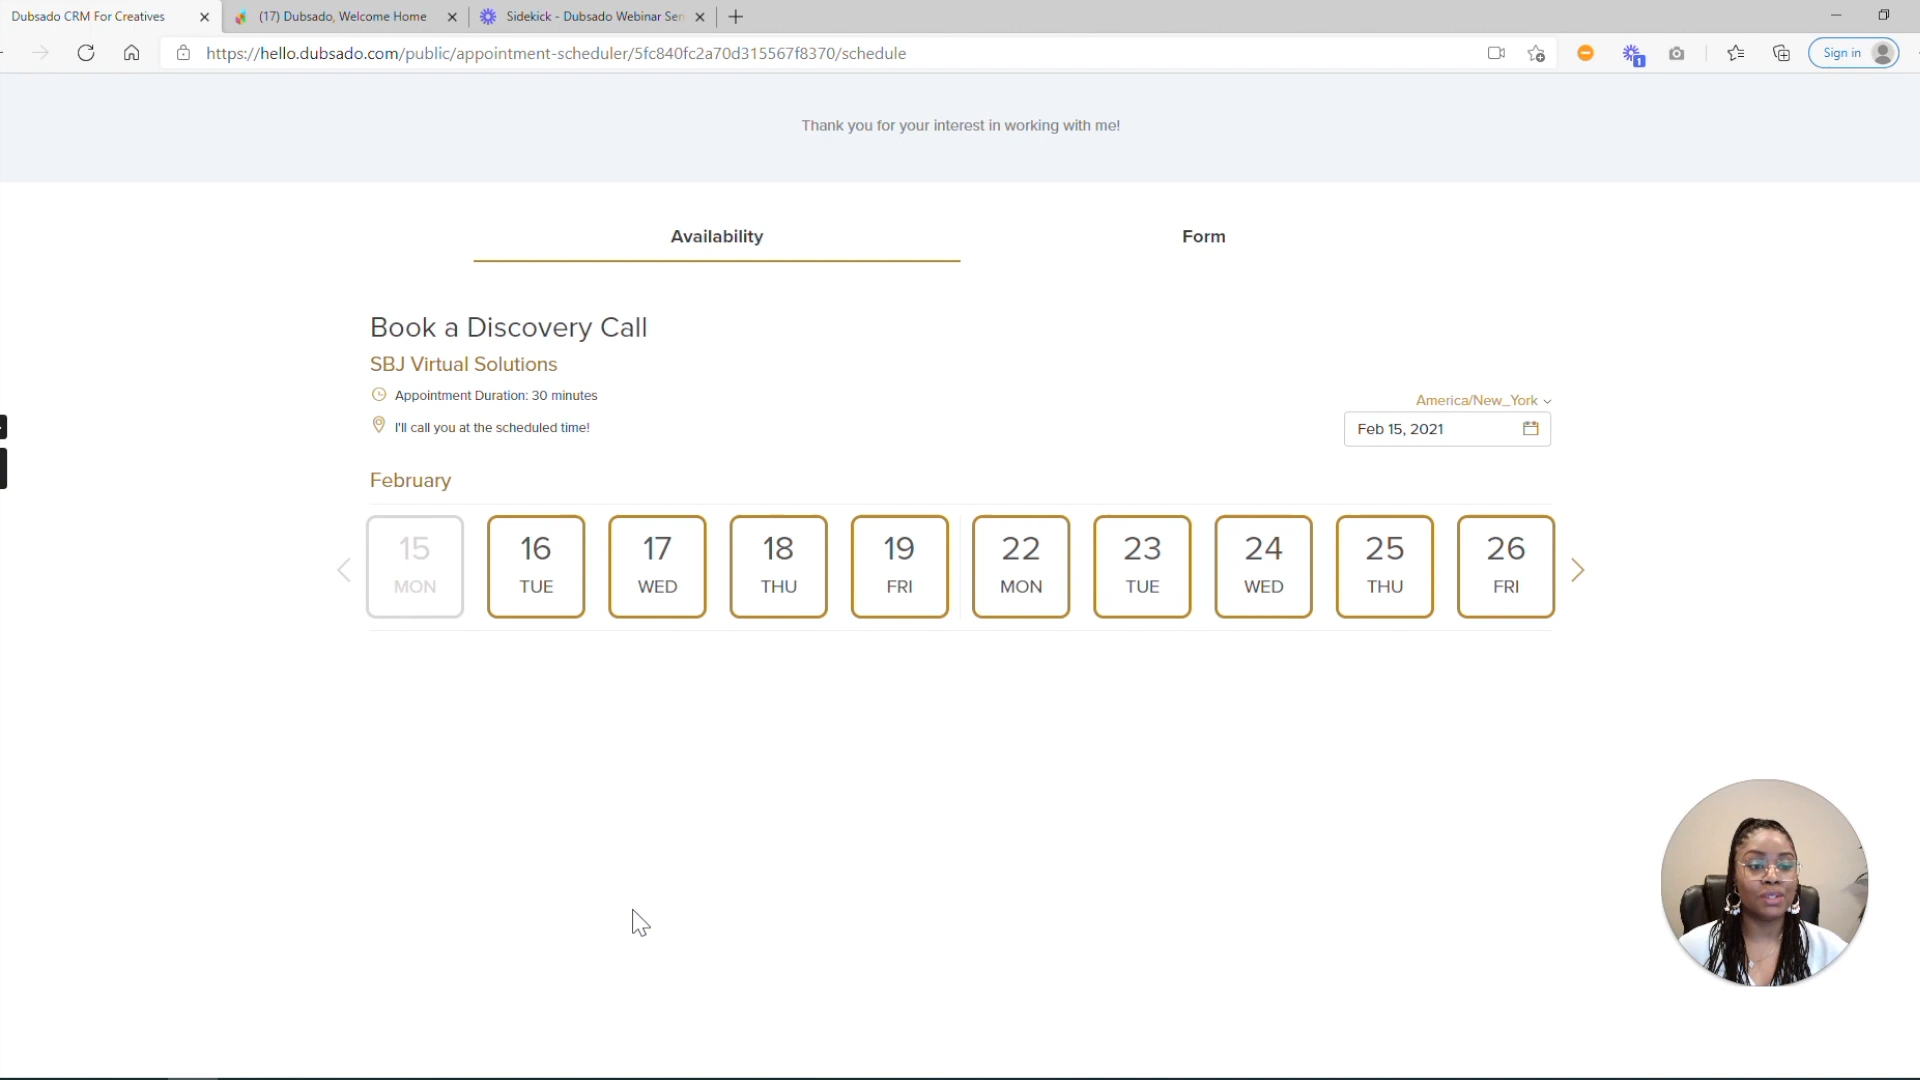 Dubsado CRM For Creatives
(17) Dubsado, Welcome Home
Sidekick - Dubsado Webinar Ser
https://hello.dubsado.com/public/appointment-scheduler/5fc840fc2a70d315567f8370/schedule
1
Sign in
Thank you for your interest in working with me!
Availability
Form
Book a Discovery Call
SBJ Virtual Solutions
Appointment Duration: 30 minutes
I'll call you at the scheduled time!
America/New_York
Feb 15, 2021
February
15 16 17 18 19 22 23 24 25 26
MON TUE WED THU FRI MON TUE WED THU FRI